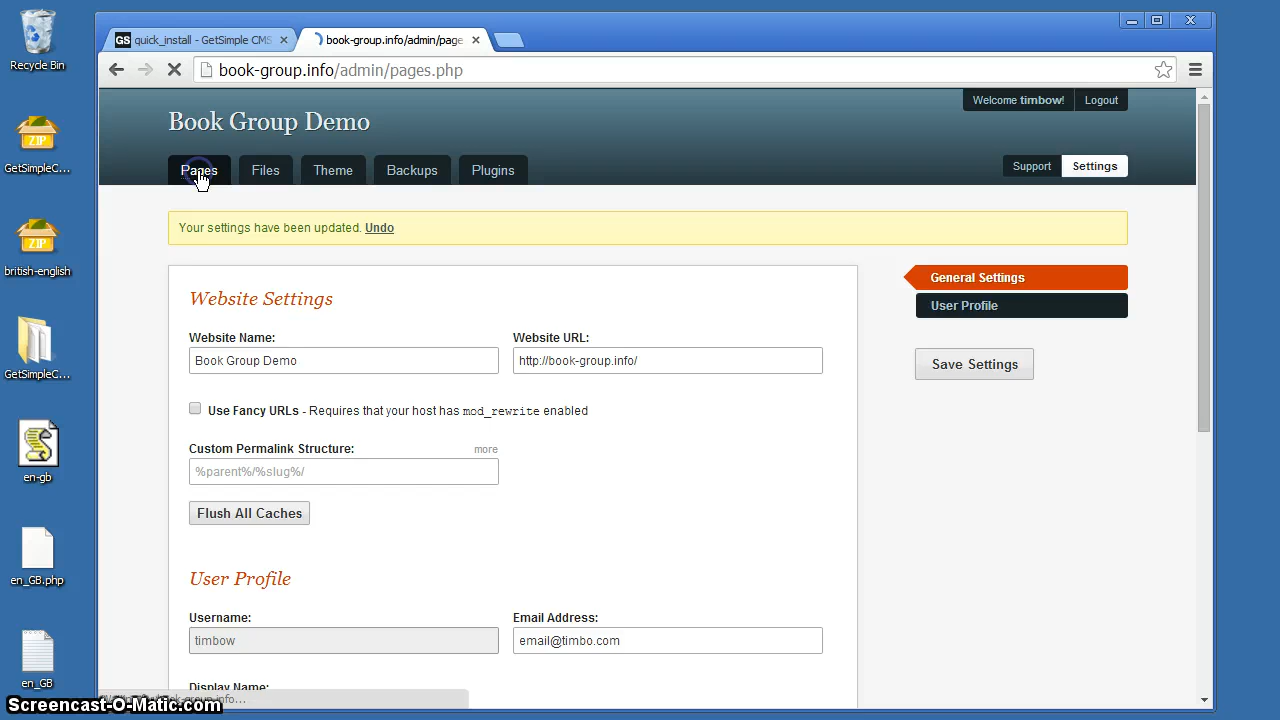 Recycle Bin
GetSimpleC...
british-english
GetSimpleC...
en-gb
en_GB.php
en_GB
GS quick_install - GetSimple CMS
book-group.info/admin/page
book-group.info/admin/pages.php
Welcome timbow! Logout
Book Group Demo
Pages Files Theme Backups Plugins
Support Settings
Your settings have been updated. Undo
Website Settings
Website Name:
Book Group Demo
Website URL:
http://book-group.info/
Use Fancy URLs - Requires that your host has mod_rewrite enabled
Custom Permalink Structure: more
%parent%/%slug%/
Flush All Caches
User Profile
Username:
timbow
Email Address:
email@timbo.com
Display Name:
General Settings
User Profile
Save Settings
Screencast-O-Matic.com